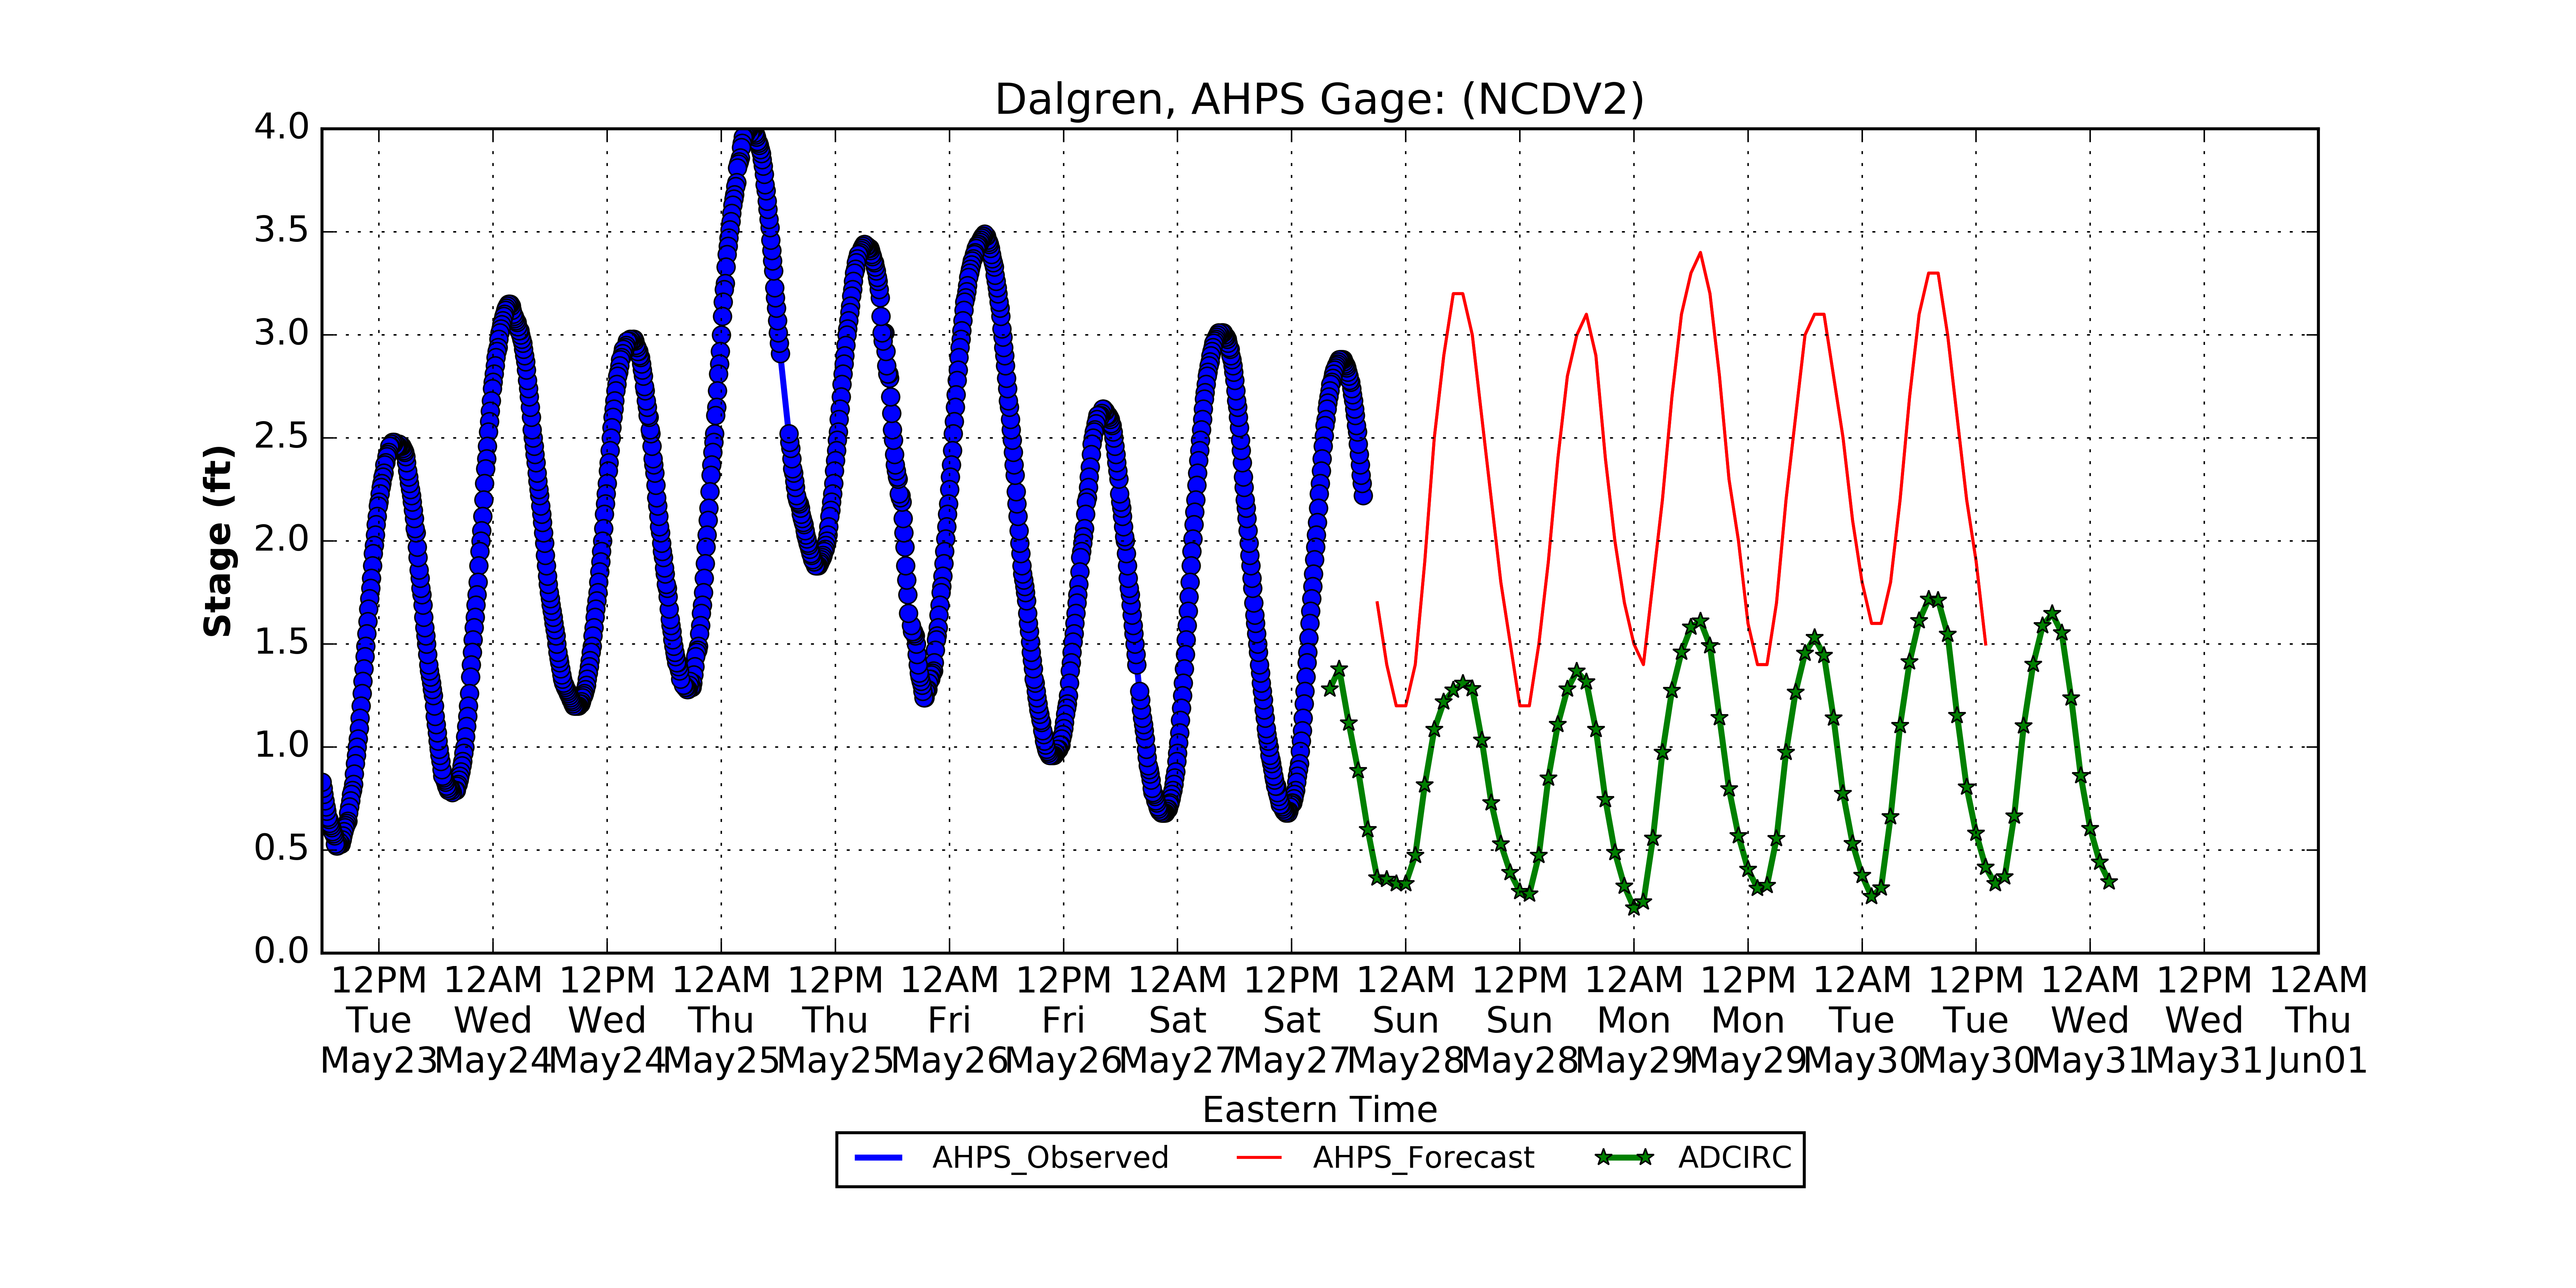 Dalgren, AHPS Gage: (NCDV2)
4.0
3.5
3.0
2.5
2.0
1.5
1.0
0.5
0.0
Stage (ft)
12PM 12AM 12PM 12AM 12PM 12AM 12PM 12AM 12PM 12AM 12PM 12AM 12PM 12AM 12PM 12AM 12PM 12AM
Tue Wed Wed Thu Thu Fri Fri Sat Sat Sun Sun Mon Mon Tue Tue Wed Wed Thu
May23 May24 May24 May25 May25 May26 May26 May27 May27 May28 May28 May29 May29 May30 May30 May31 May31 Jun01
Eastern Time
AHPS_Observed AHPS_Forecast ADCIRC